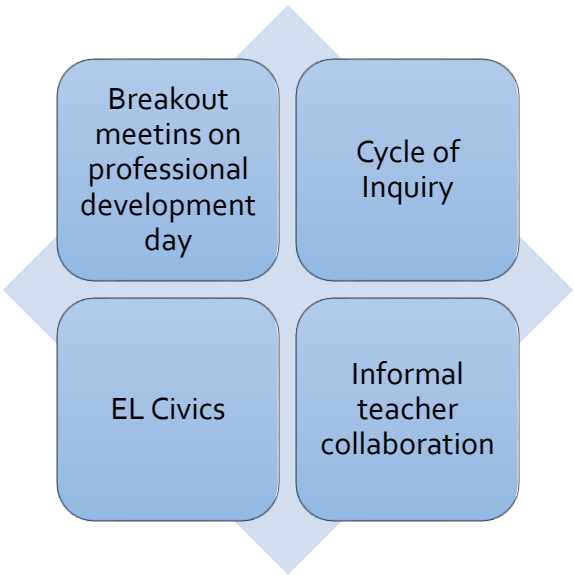 Breakout
meetins on
professional
development
day
Cycle of
Inquiry
EL Civics
Informal
teacher
collaboration